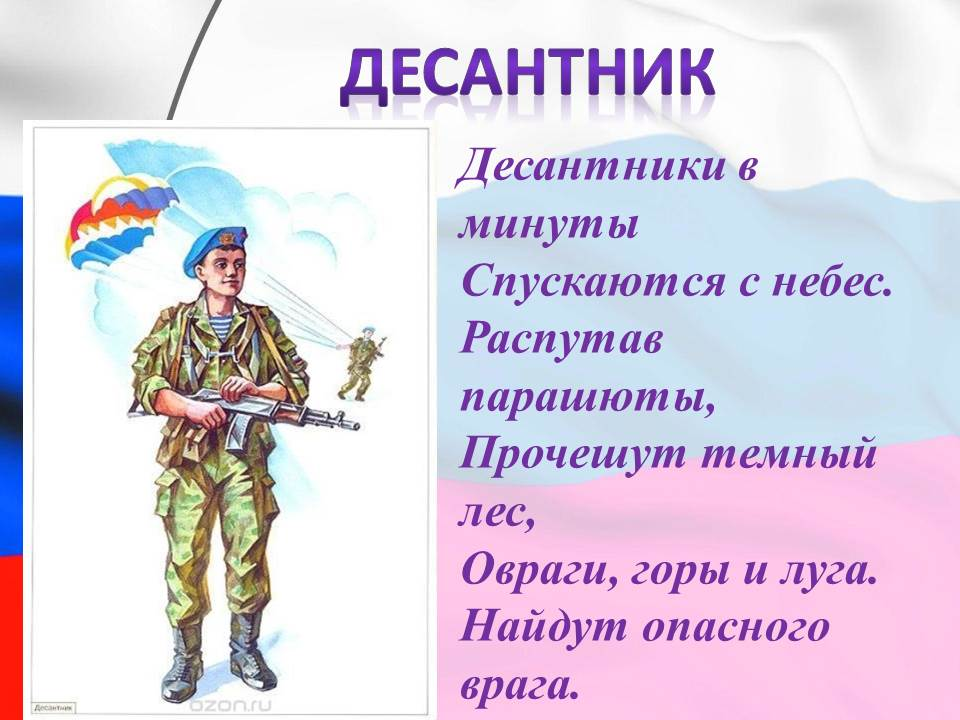 ДЕСАНТНИК
Десантники в
минуты
Спускаются с небес.
Распутав
парашюты,
Прочешут темный
лес,
Овраги, горы и луга.
Найдут опасного
врага.
Десантник
ozon.ru